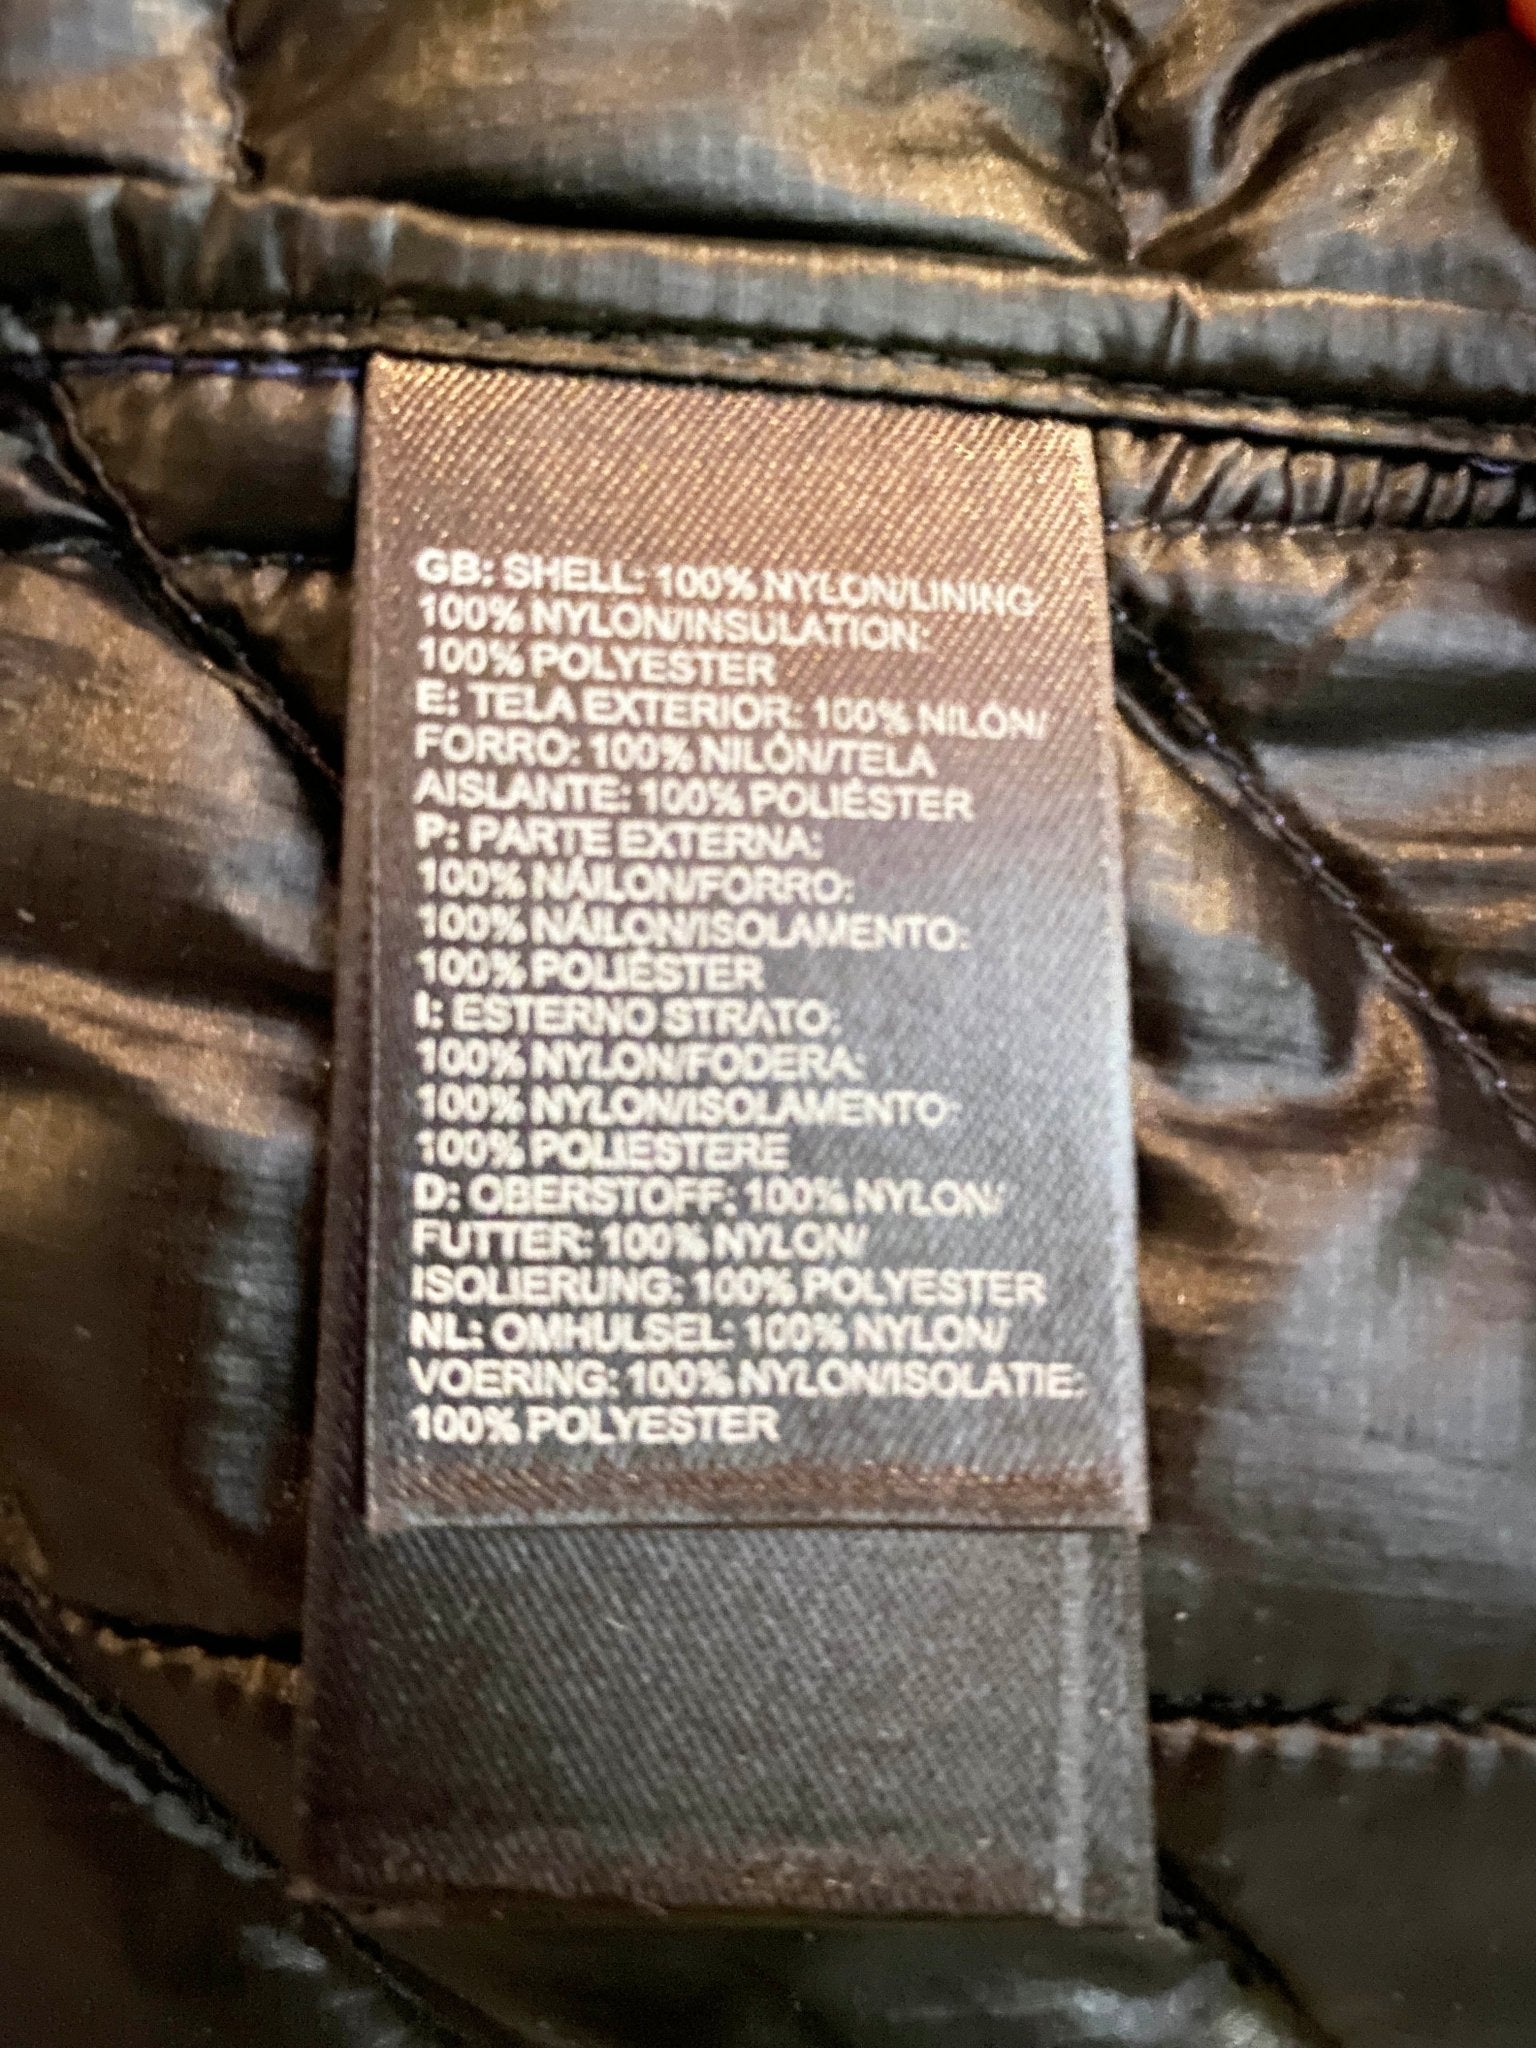 GB: SHELL: 100% NYLON/LINING
100% NYLON/INSULATION:
100% POLYESTER
E: TELA EXTERIOR: 100% NILÓN/
FORRO: 100% NILÓN/TELA
AISLANTE: 100% POLIÉSTER
P: PARTE EXTERNA:
100% NÁILON/FORRO:
100% NÁILON/ISOLAMENTO:
100% POLIÉSTER
I: ESTERNO STRATO:
100% NYLON/FODERA:
100% NYLON/ISOLAMENTO:
100% POLIESTERE
D: OBERSTOFF: 100% NYLON/
FUTTER: 100% NYLON/
ISOLIERUNG: 100% POLYESTER
NL: OMHULSEL: 100% NYLON/
VOERING: 100% NYLON/ISOLATIE:
100% POLYESTER